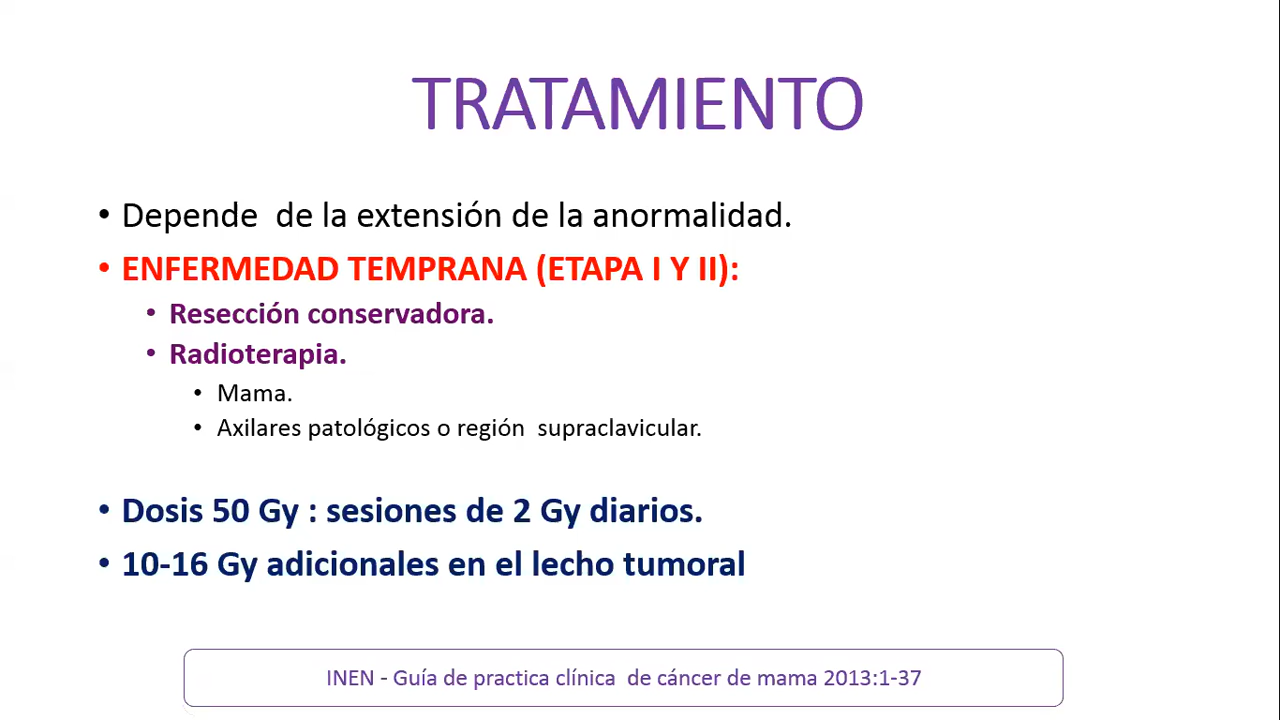 TRATAMIENTO
• Depende de la extensión de la anormalidad.
• ENFERMEDAD TEMPRANA (ETAPA I Y II):
• Resección conservadora.
• Radioterapia.
• Mama.
• Axilares patológicos o región supraclavicular.
• Dosis 50 Gy : sesiones de 2 Gy diarios.
• 10-16 Gy adicionales en el lecho tumoral
INEN - Guía de practica clínica de cáncer de mama 2013:1-37